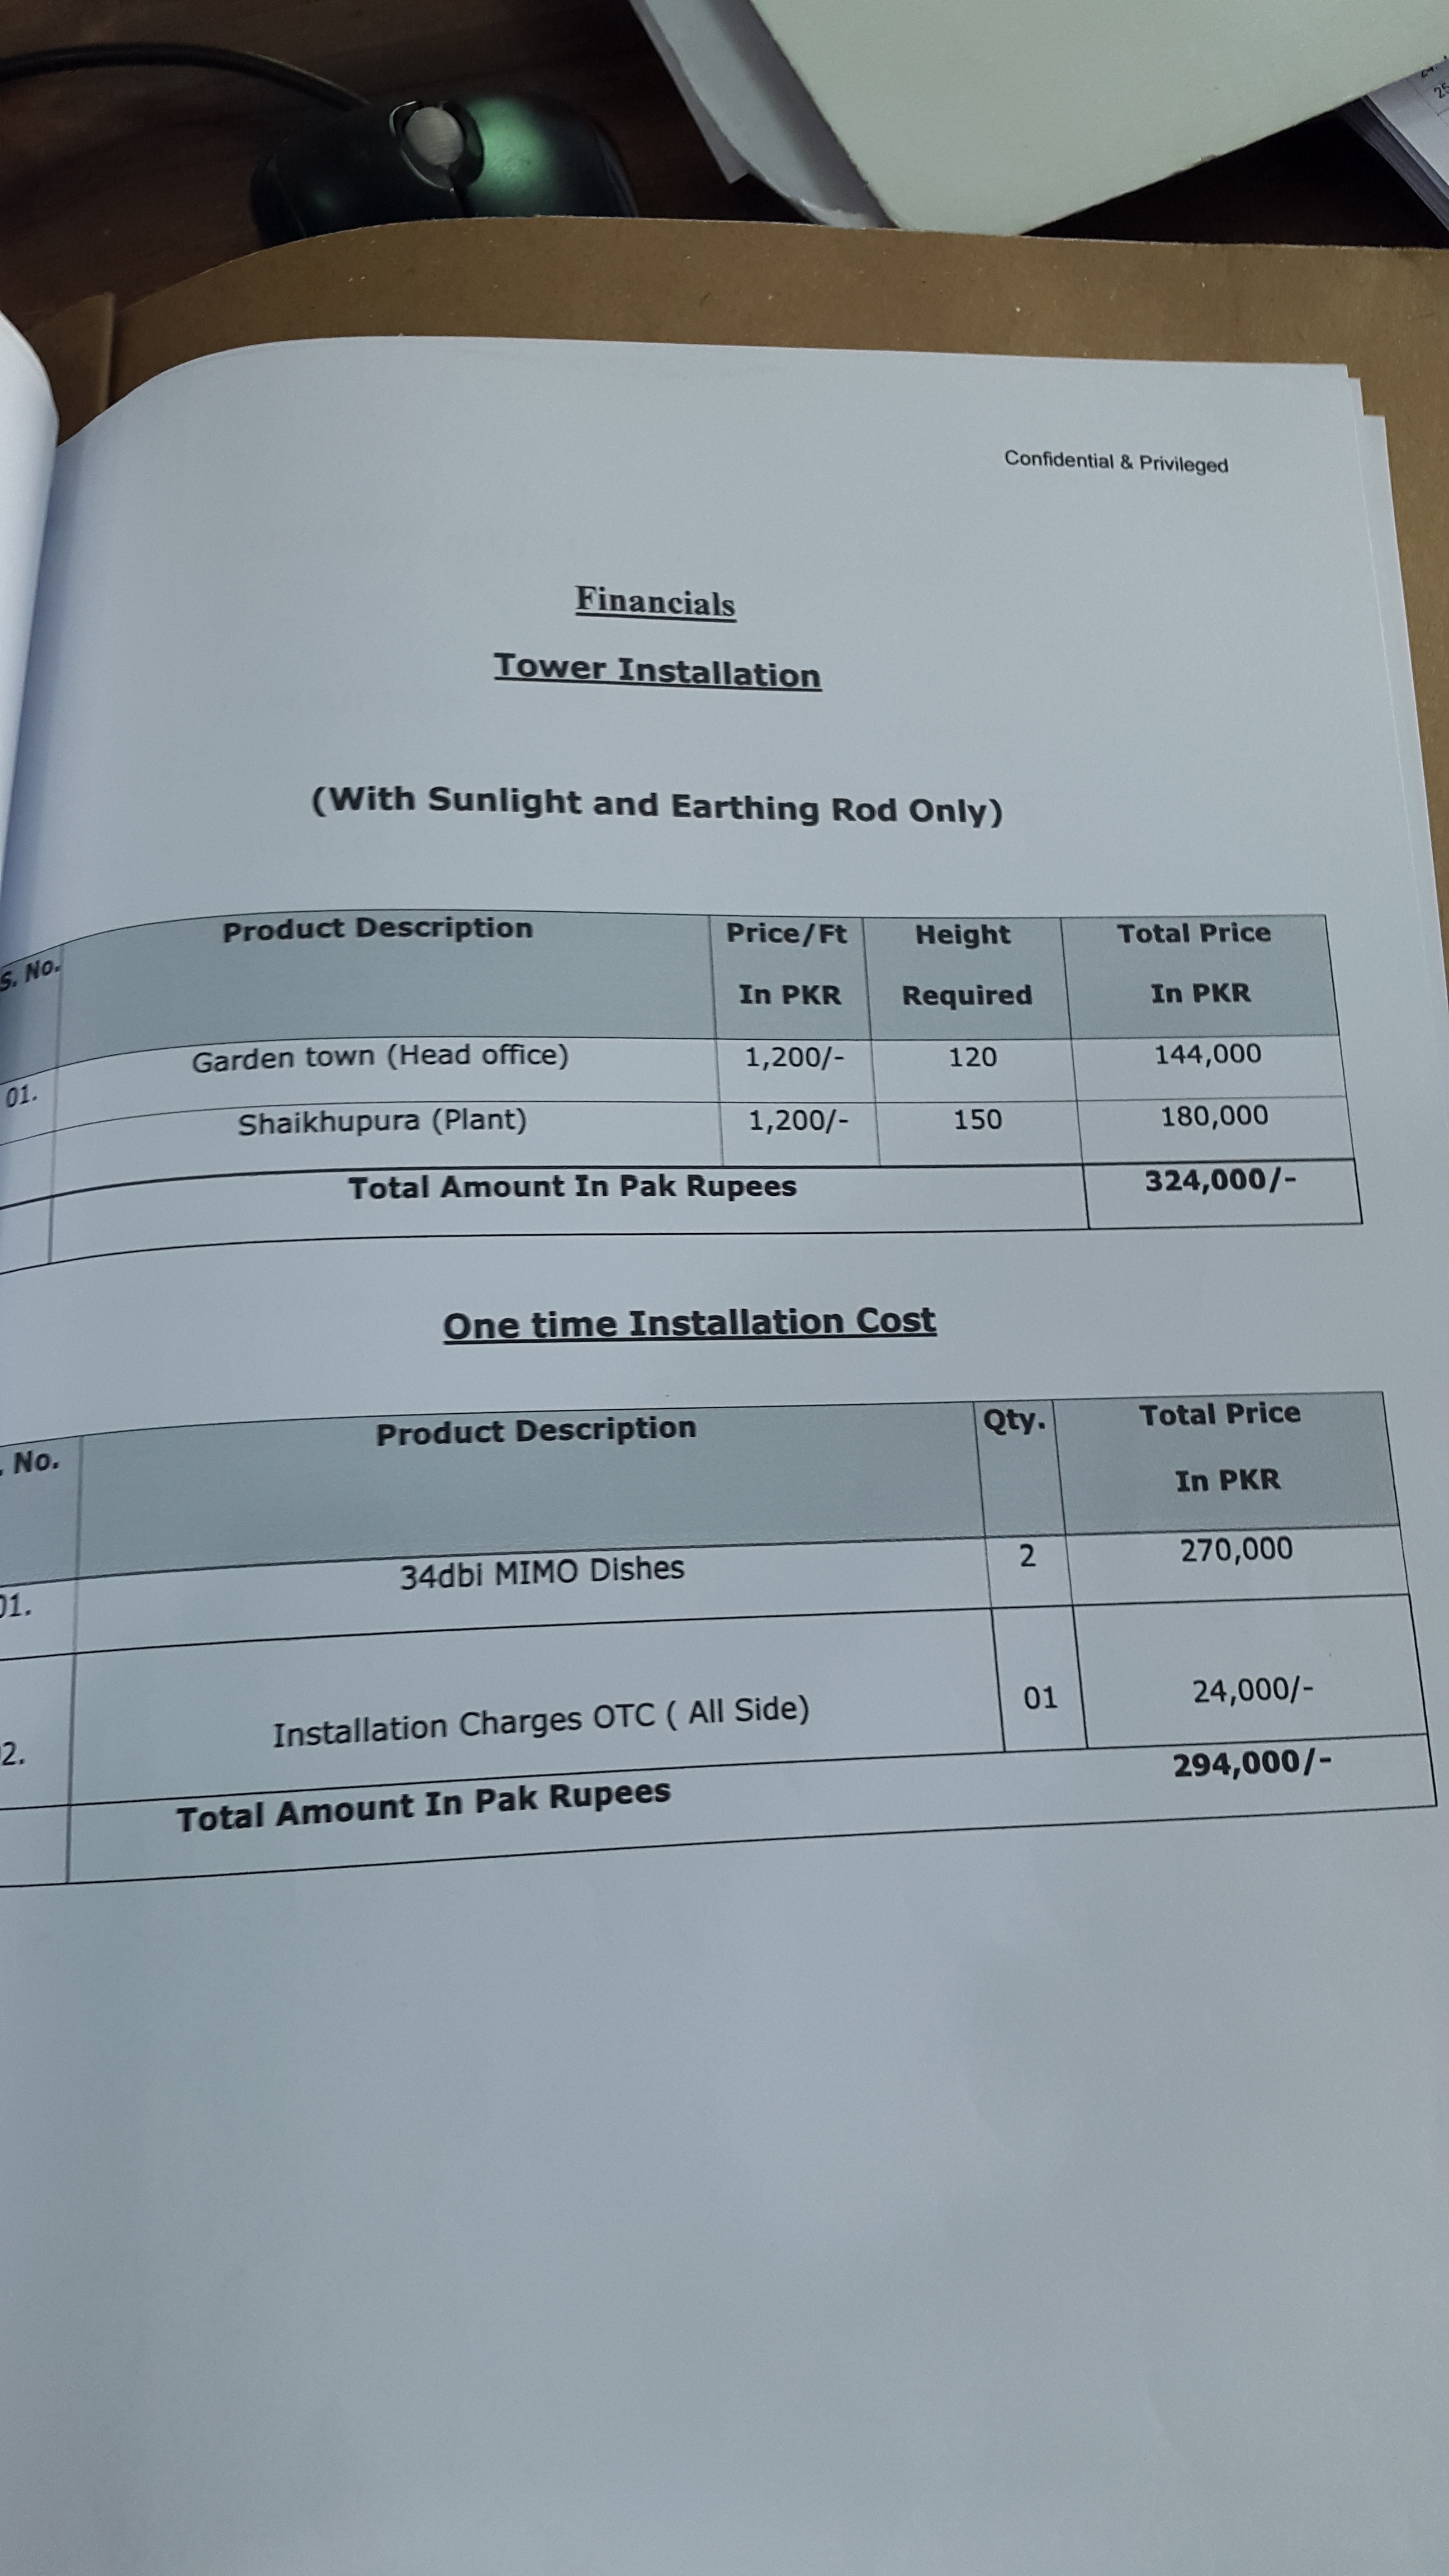 Confidential & Privileged
Financials
Tower Installation
(With Sunlight and Earthing Rod Only)
S. No. Product Description Price/Ft In PKR Height Required Total Price In PKR
01. Garden town (Head office) 1,200/- 120 144,000
Shaikhupura (Plant) 1,200/- 150 180,000
Total Amount In Pak Rupees 324,000/-
One time Installation Cost
. No. Product Description Qty. Total Price In PKR
01. 34dbi MIMO Dishes 2 270,000
2. Installation Charges OTC ( All Side) 01 24,000/-
Total Amount In Pak Rupees 294,000/-